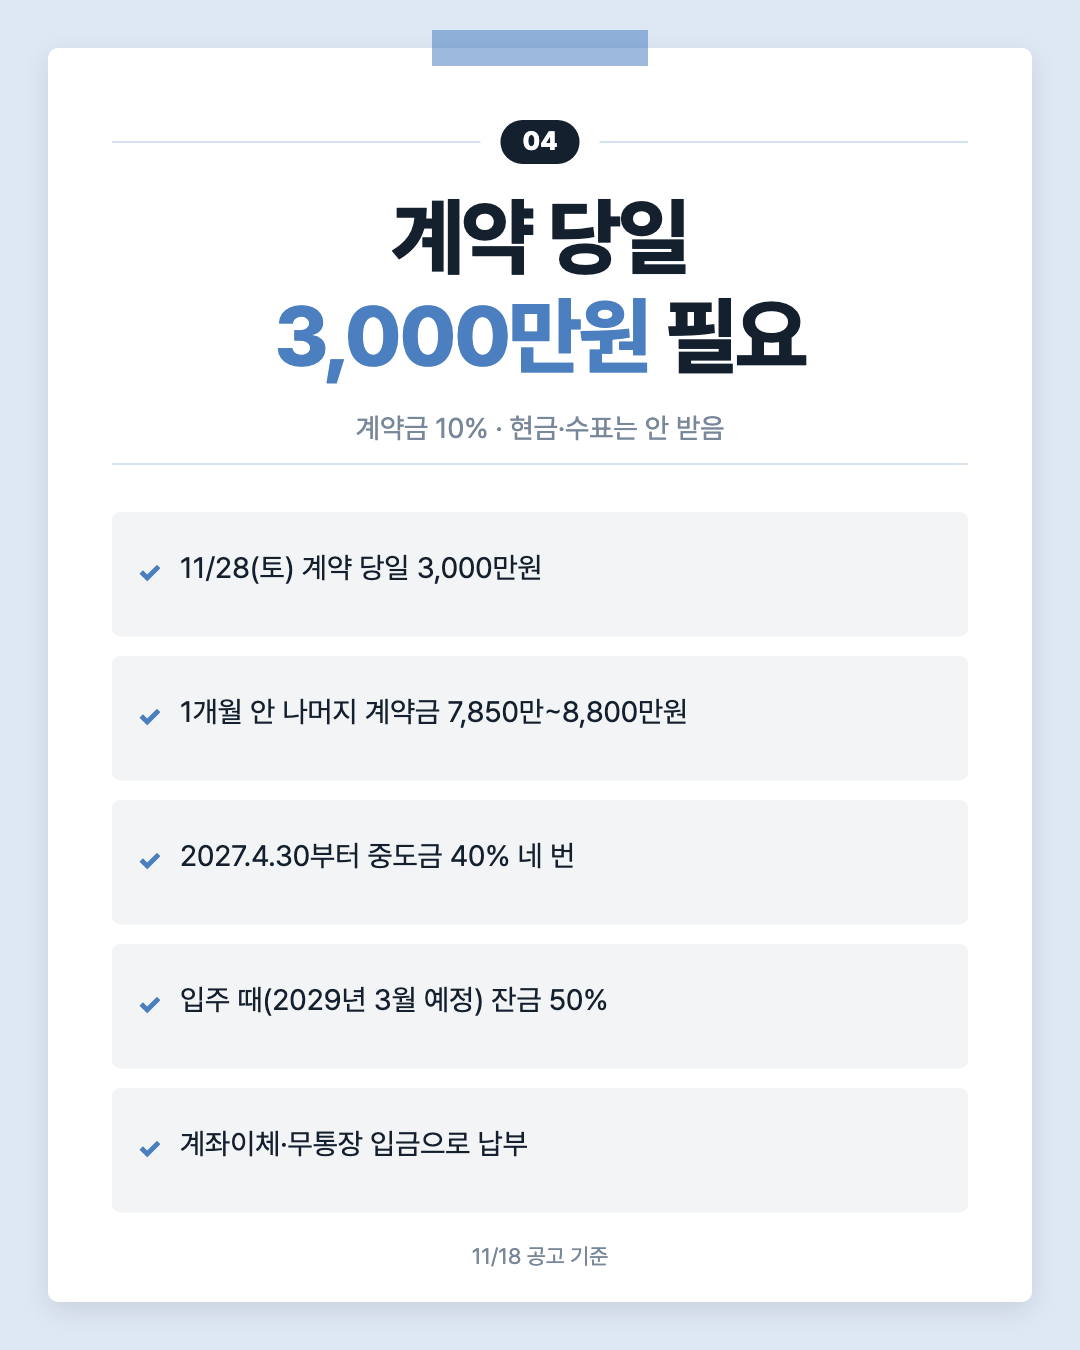 04
계약 당일
3,000만원 필요
계약금 10% · 현금·수표는 안 받음
11/28(토) 계약 당일 3,000만원
1개월 안 나머지 계약금 7,850만~8,800만원
2027.4.30부터 중도금 40% 네 번
입주 때(2029년 3월 예정) 잔금 50%
계좌이체·무통장 입금으로 납부
11/18 공고 기준